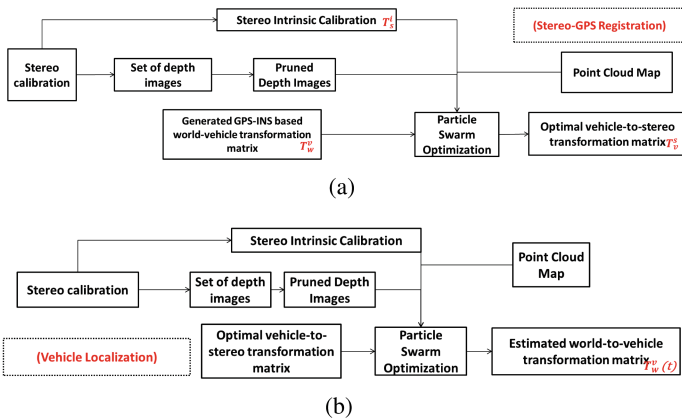 Stereo Intrinsic Calibration T_s^i
(Stereo-GPS Registration)
Stereo
calibration
Set of depth
images
Pruned
Depth Images
Point Cloud Map
Generated GPS-INS based
world-vehicle transformation
matrix
T_w^v
Particle
Swarm
Optimization
Optimal vehicle-to-stereo
transformation matrix T_v^s
(a)
Stereo Intrinsic Calibration
Point Cloud
Map
Stereo calibration
Set of depth
images
Pruned Depth
Images
(Vehicle Localization)
Optimal vehicle-to-
stereo transformation
matrix
Particle
Swarm
Optimization
Estimated world-to-vehicle
transformation matrix
T_w^v (t)
(b)